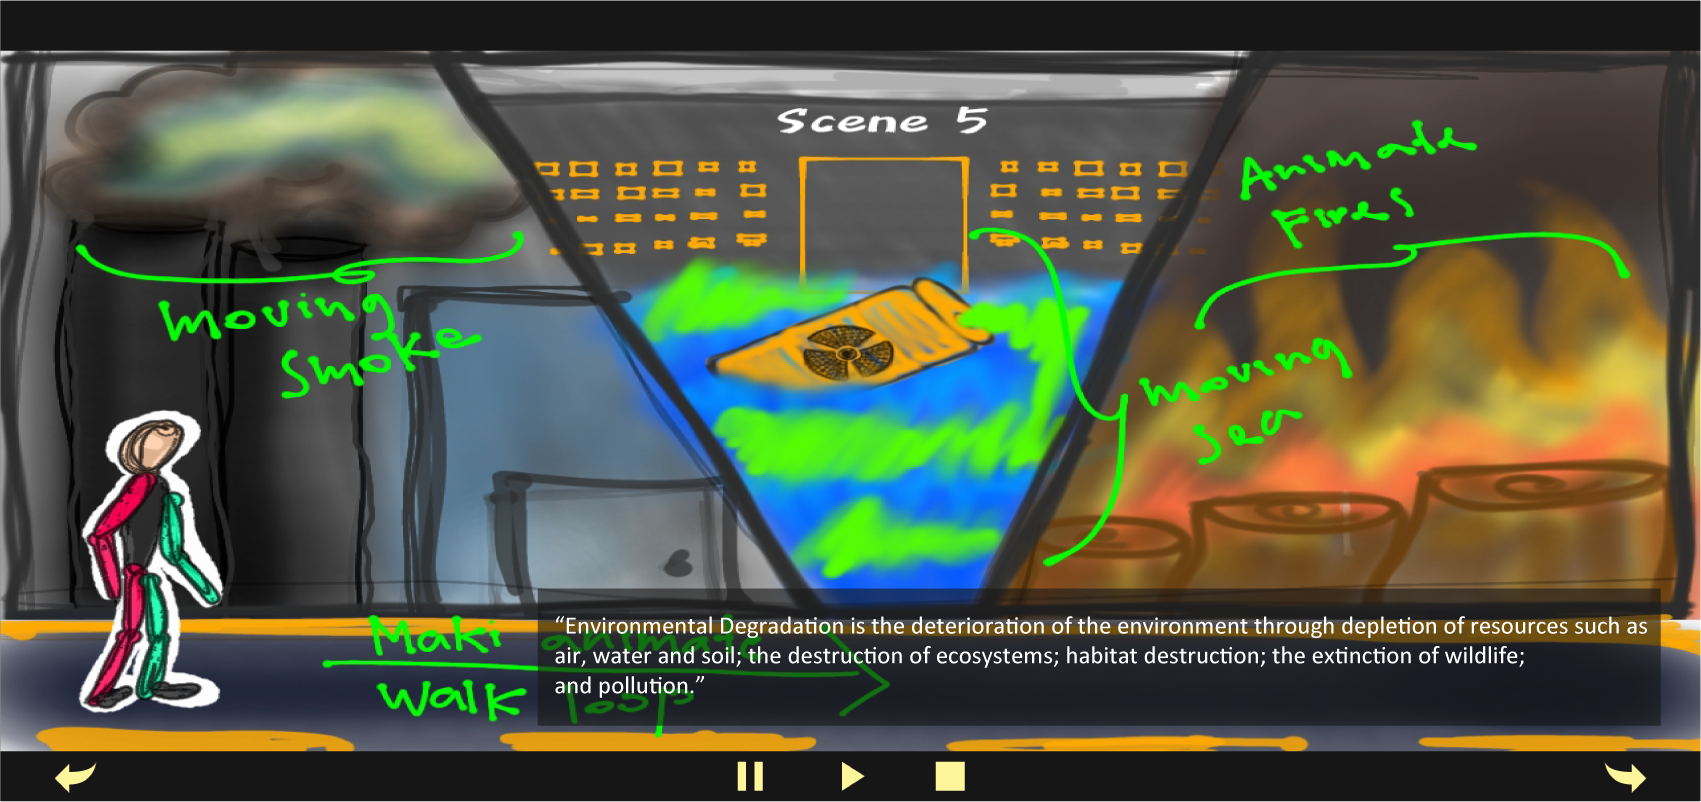 Scene 5
Animate
Fires
Moving
Smoke
Moving
Sea
Maki animate
Walk loop
“Environmental Degradation is the deterioration of the environment through depletion of resources such as
air, water and soil; the destruction of ecosystems; habitat destruction; the extinction of wildlife;
and pollution.”